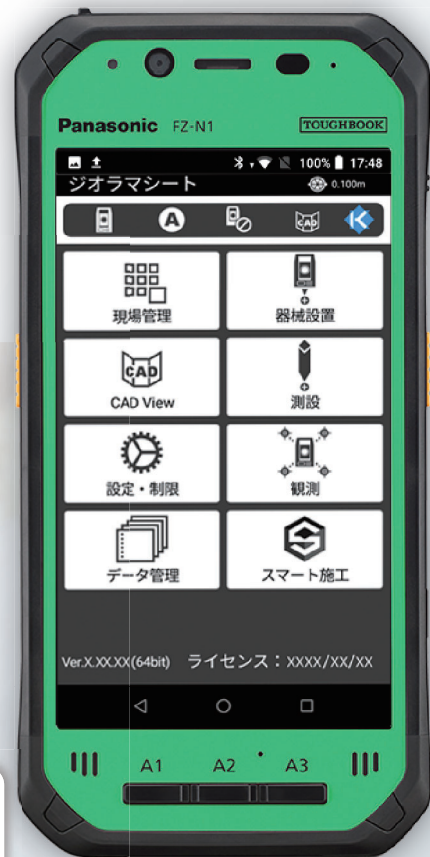 Panasonic FZ-N1 TOUGHBOOK
100% 17:48
ジオラマシート 0.100m
A CAD
現場管理 器械設置
CAD
CAD View 測設
設定・制限 観測
データ管理 スマート施工
Ver.X.XX.XX(64bit) ライセンス：XXXX/XX/XX
A1 A2 A3